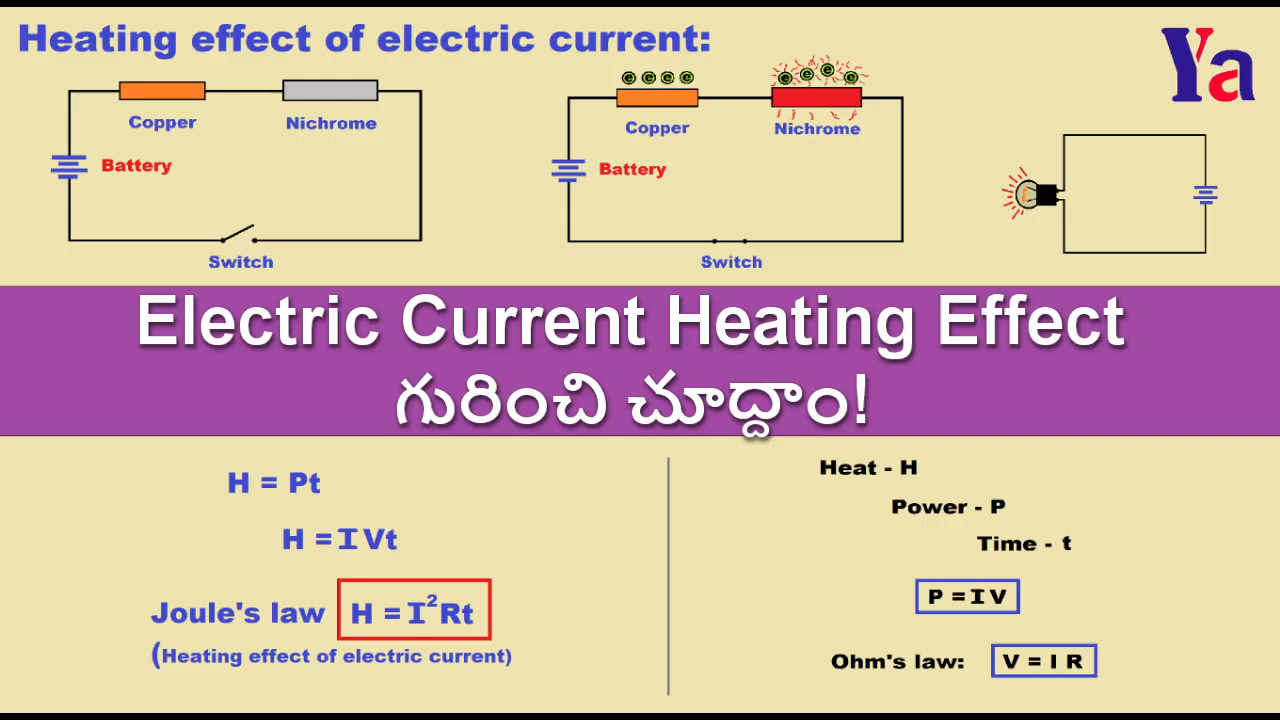 Heating effect of electric current:
Ya
Copper
Nichrome
Battery
Switch
e e e e
e e e e
Copper
Nichrome
Battery
Switch
Electric Current Heating Effect
గురించి చూద్దాం!
H = Pt
H = I Vt
Joule's law H = I²Rt
(Heating effect of electric current)
Heat - H
Power - P
Time - t
P = I V
Ohm's law: V = I R